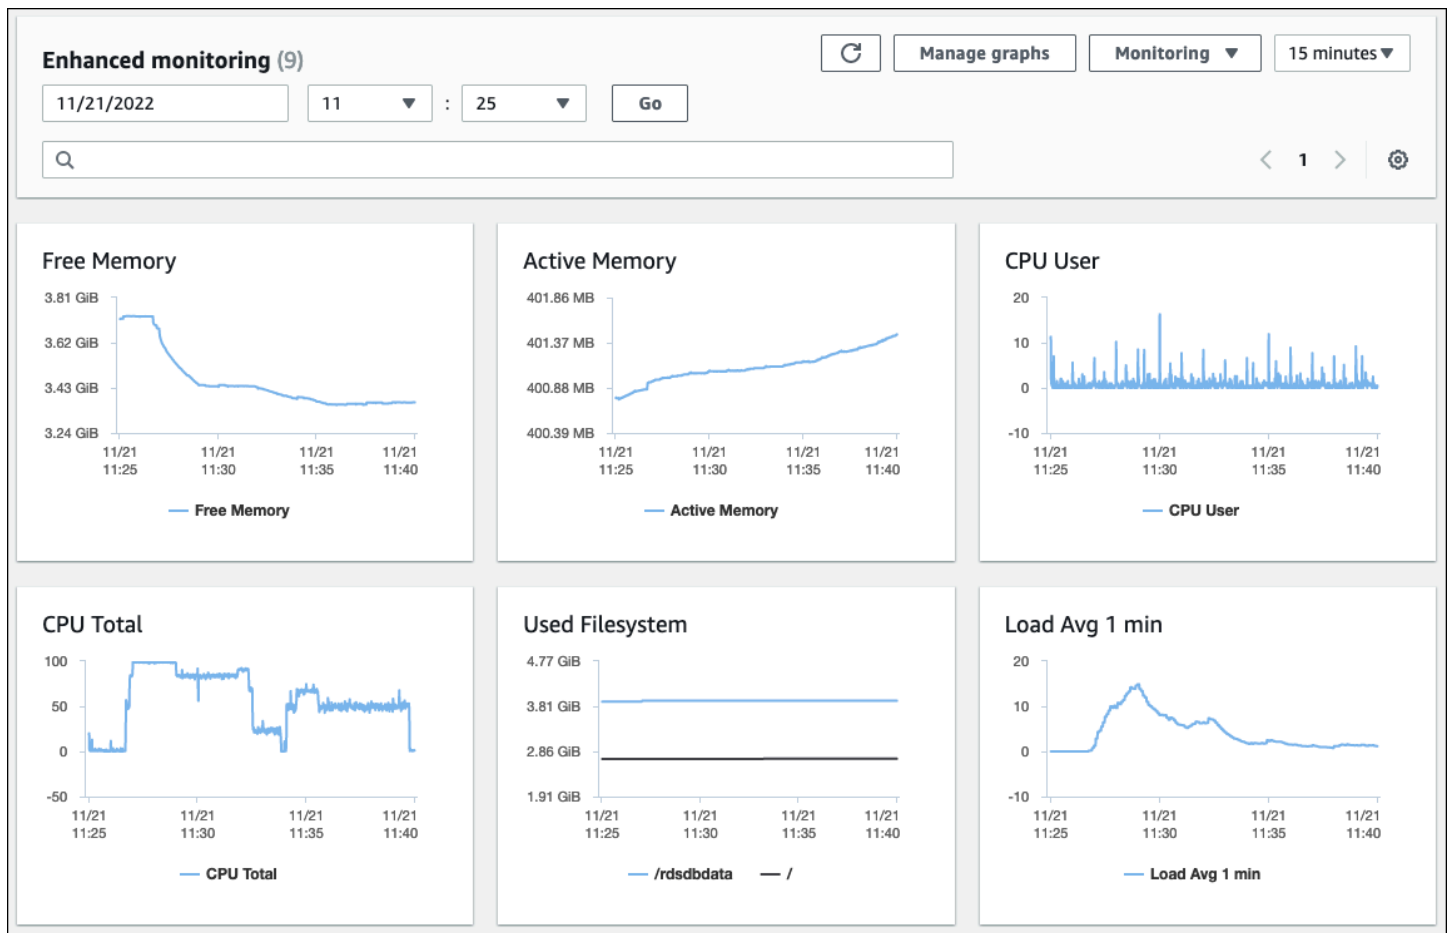 Enhanced monitoring (9)
Manage graphs
Monitoring
15 minutes
11/21/2022
11
:
25
Go
1
Free Memory
3.81 GiB
3.62 GiB
3.43 GiB
3.24 GiB
11/21 11/21 11/21 11/21
11:25 11:30 11:35 11:40
Free Memory
Active Memory
401.86 MB
401.37 MB
400.88 MB
400.39 MB
11/21 11/21 11/21 11/21
11:25 11:30 11:35 11:40
Active Memory
CPU User
20
10
0
-10
11/21 11/21 11/21 11/21
11:25 11:30 11:35 11:40
CPU User
CPU Total
100
50
0
-50
11/21 11/21 11/21 11/21
11:25 11:30 11:35 11:40
CPU Total
Used Filesystem
4.77 GiB
3.81 GiB
2.86 GiB
1.91 GiB
11/21 11/21 11/21 11/21
11:25 11:30 11:35 11:40
/rdsdbdata /
Load Avg 1 min
20
10
0
-10
11/21 11/21 11/21 11/21
11:25 11:30 11:35 11:40
Load Avg 1 min